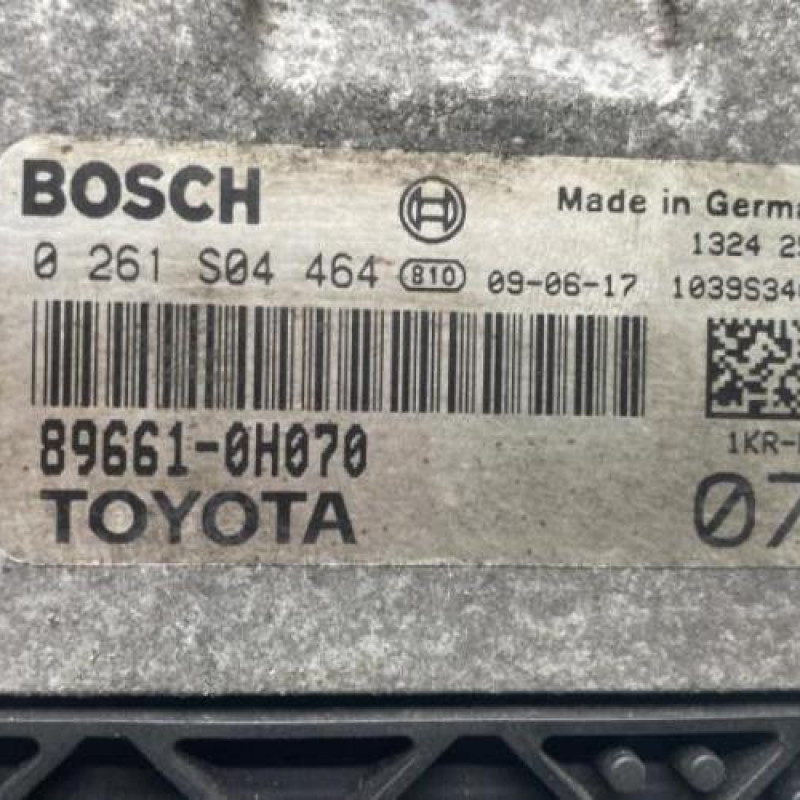 BOSCH
Made in Germa
1324 2
0 261 S04 464 810 09-06-17 1039S34
89661-0H070
1KR-
TOYOTA
07